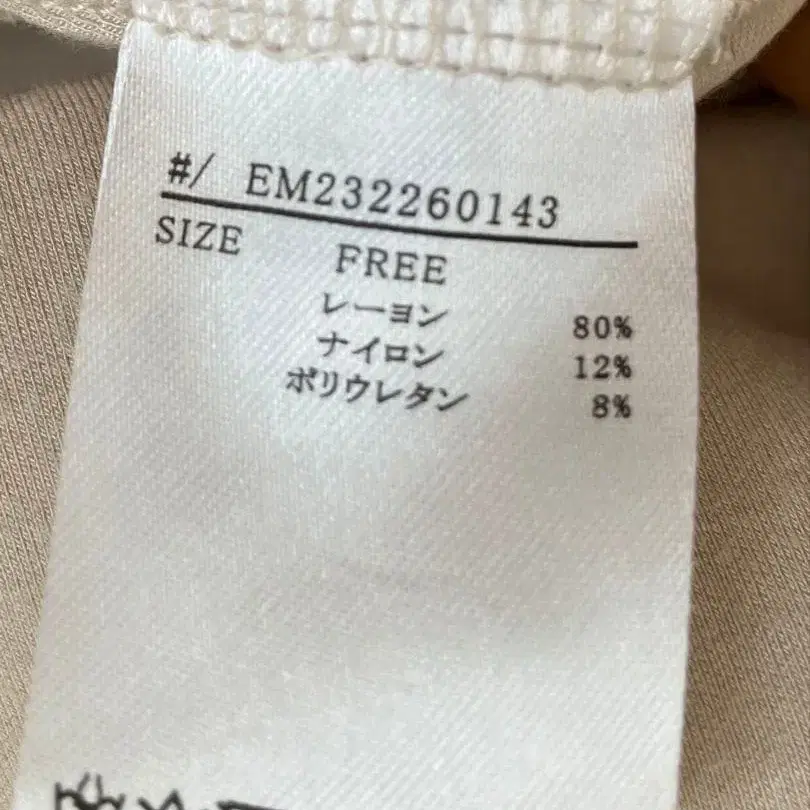 #/ EM232260143
SIZE FREE
レーヨン 80%
ナイロン 12%
ポリウレタン 8%